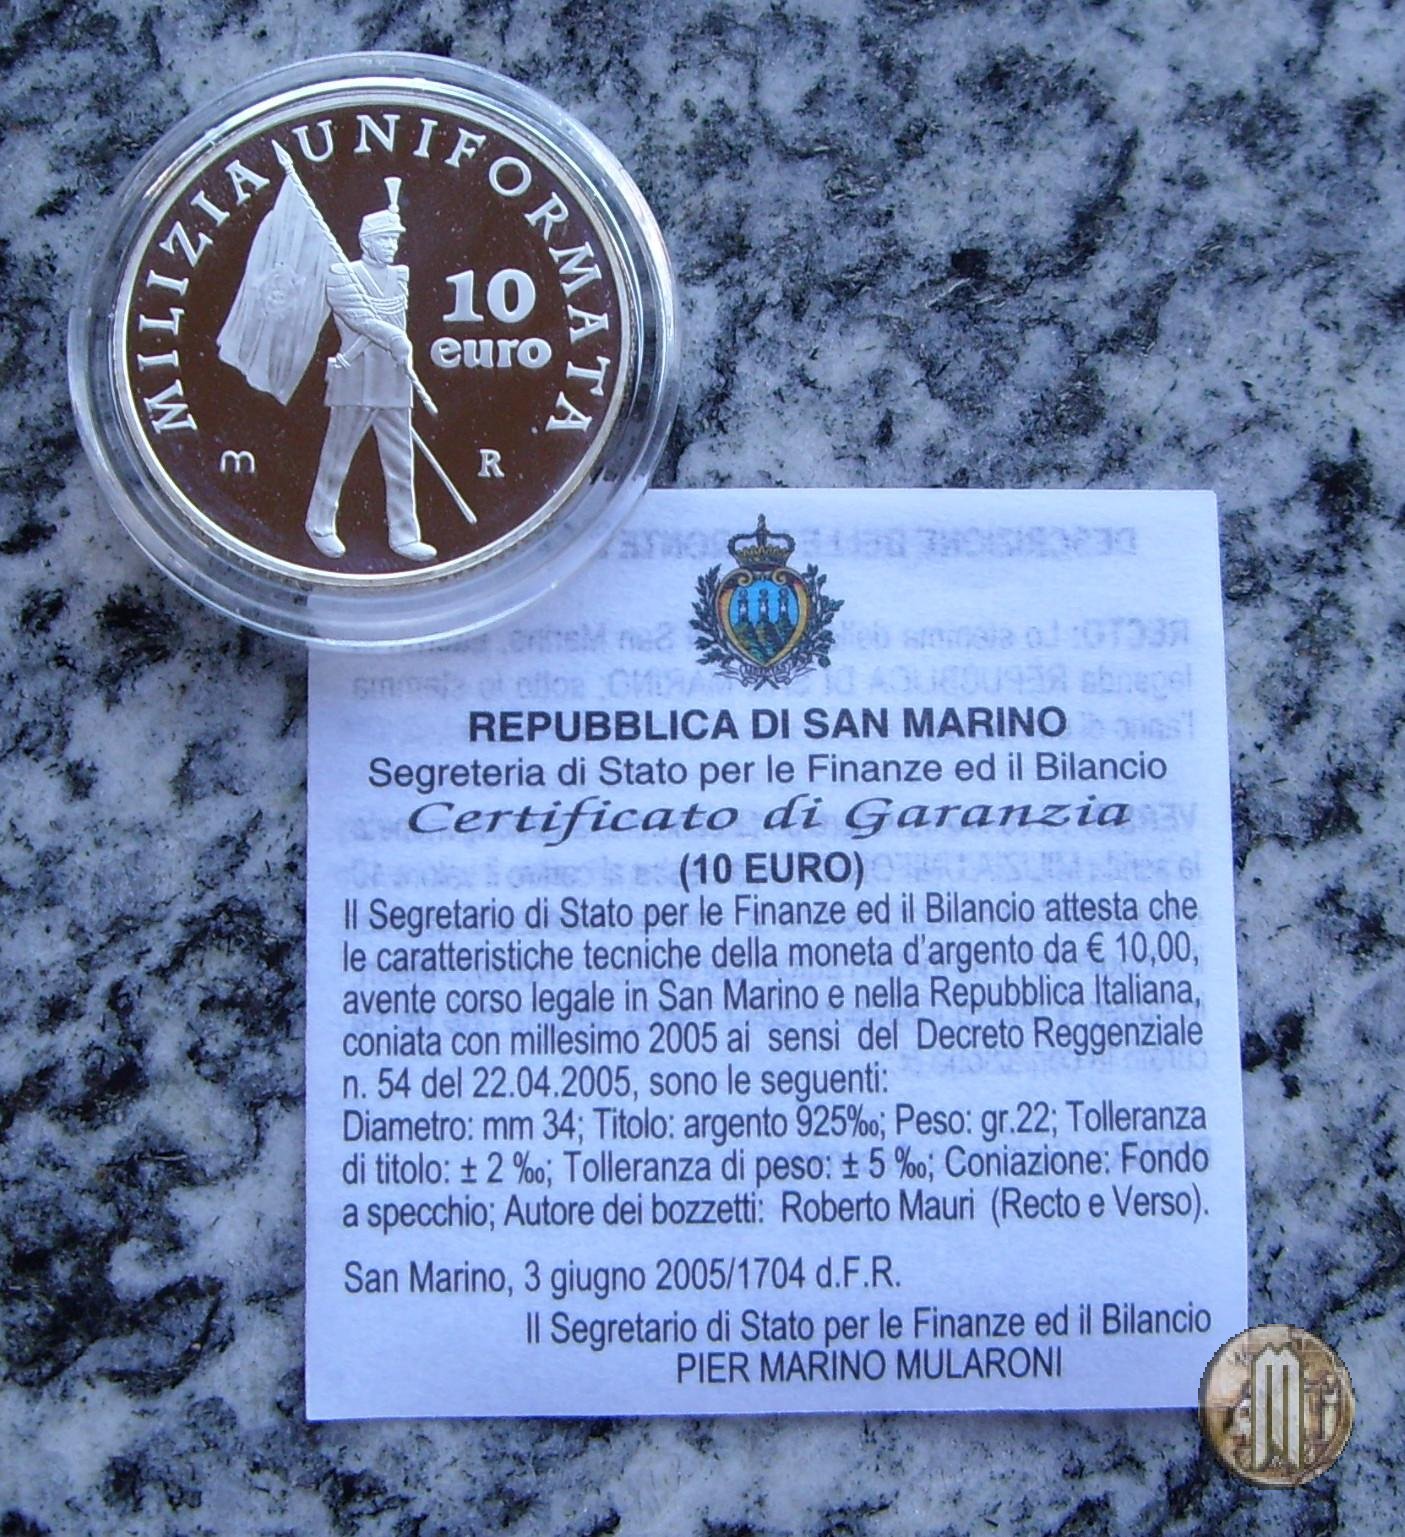 MILIZIA UNIFORMATA
10
euro
m R
REPUBBLICA DI SAN MARINO
Segreteria di Stato per le Finanze ed il Bilancio
Certificato di Garanzia
(10 EURO)
Il Segretario di Stato per le Finanze ed il Bilancio attesta che
le caratteristiche tecniche della moneta d'argento da € 10,00,
avente corso legale in San Marino e nella Repubblica Italiana,
coniata con millesimo 2005 ai sensi del Decreto Reggenziale
n. 54 del 22.04.2005, sono le seguenti:
Diametro: mm 34; Titolo: argento 925‰; Peso: gr.22; Tolleranza
di titolo: ± 2 ‰; Tolleranza di peso: ± 5 ‰; Coniazione: Fondo
a specchio; Autore dei bozzetti: Roberto Mauri (Recto e Verso).
San Marino, 3 giugno 2005/1704 d.F.R.
Il Segretario di Stato per le Finanze ed il Bilancio
PIER MARINO MULARONI